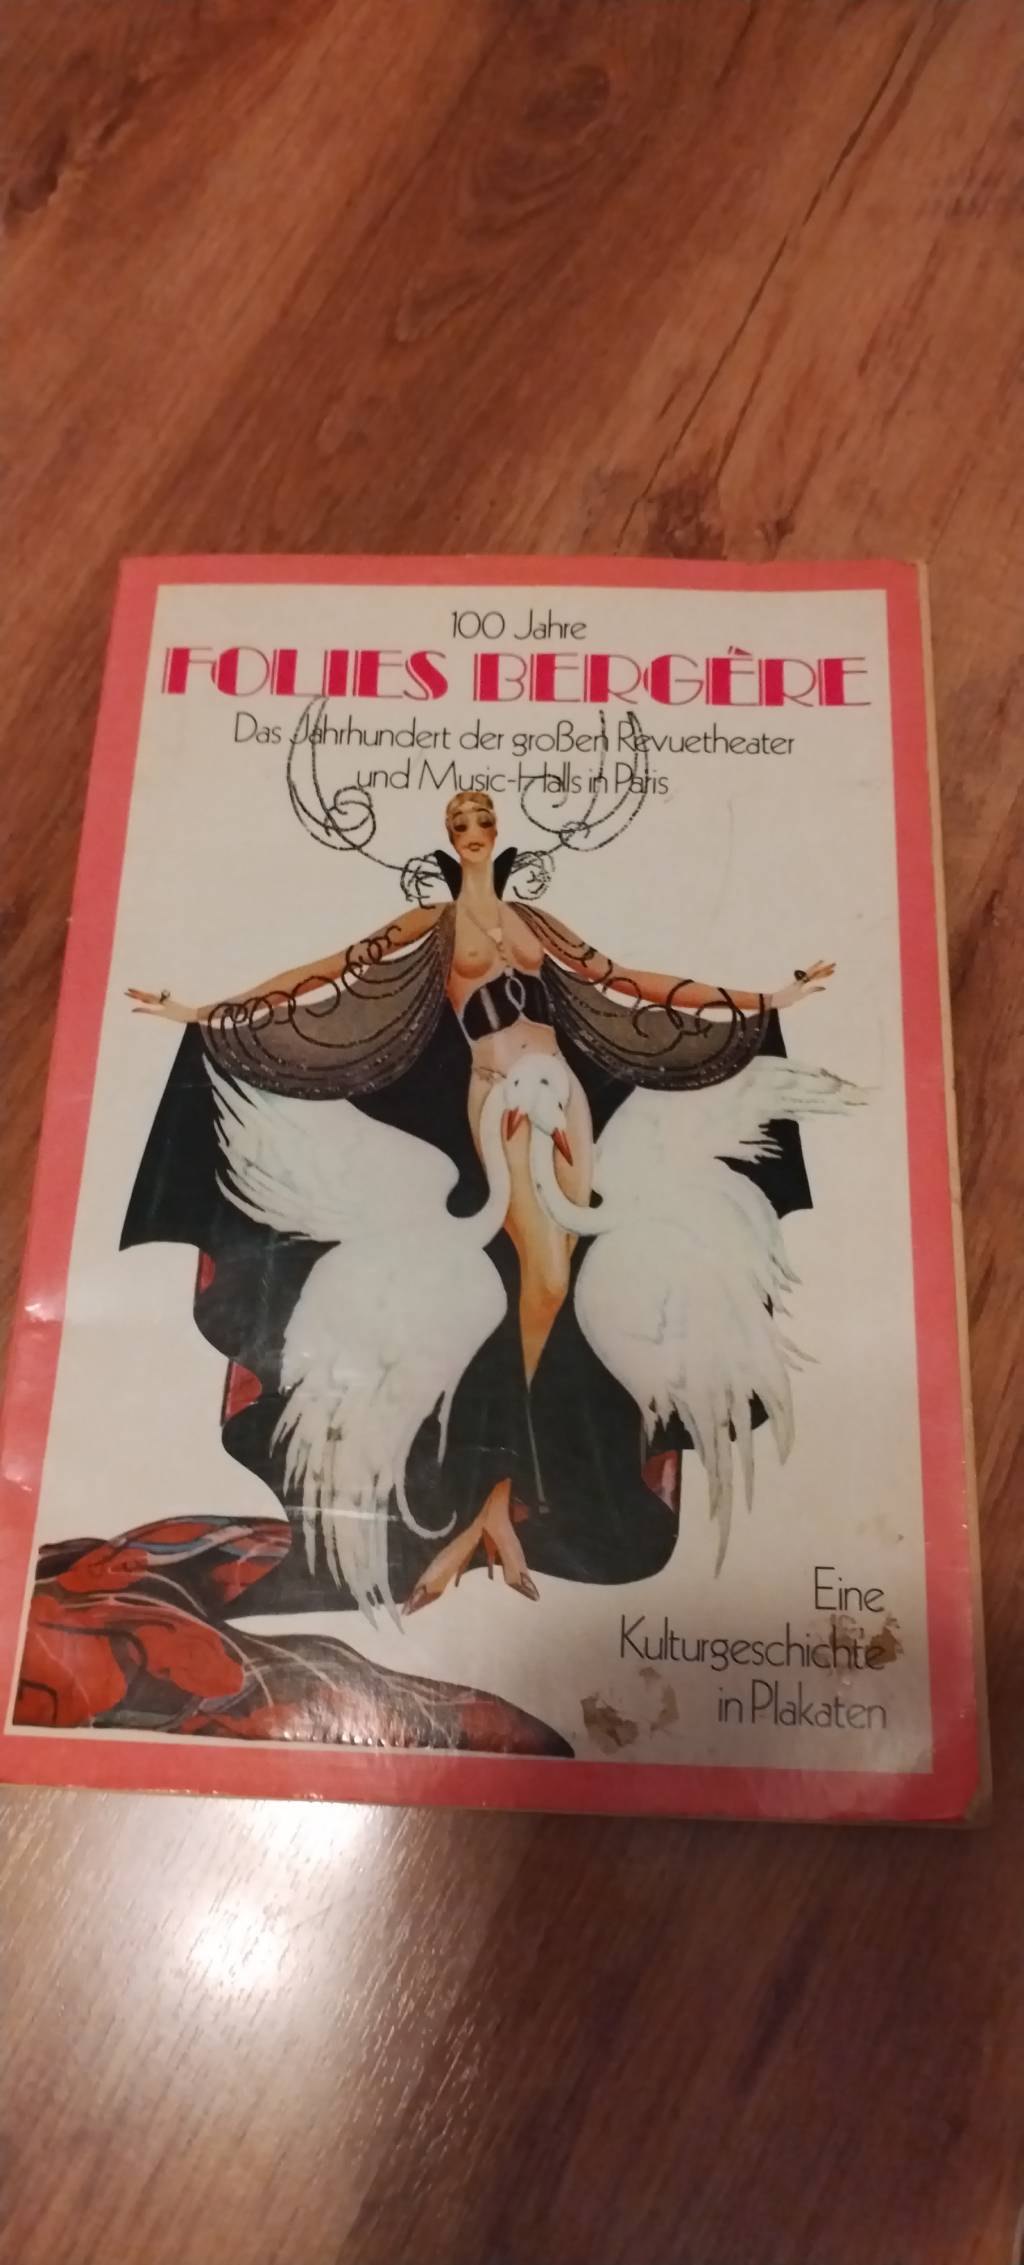 100 Jahre
FOLIES BERGÈRE
Das Jahrhundert der großen Revuetheater
und Music-Halls in Paris
Eine
Kulturgeschichte
in Plakaten